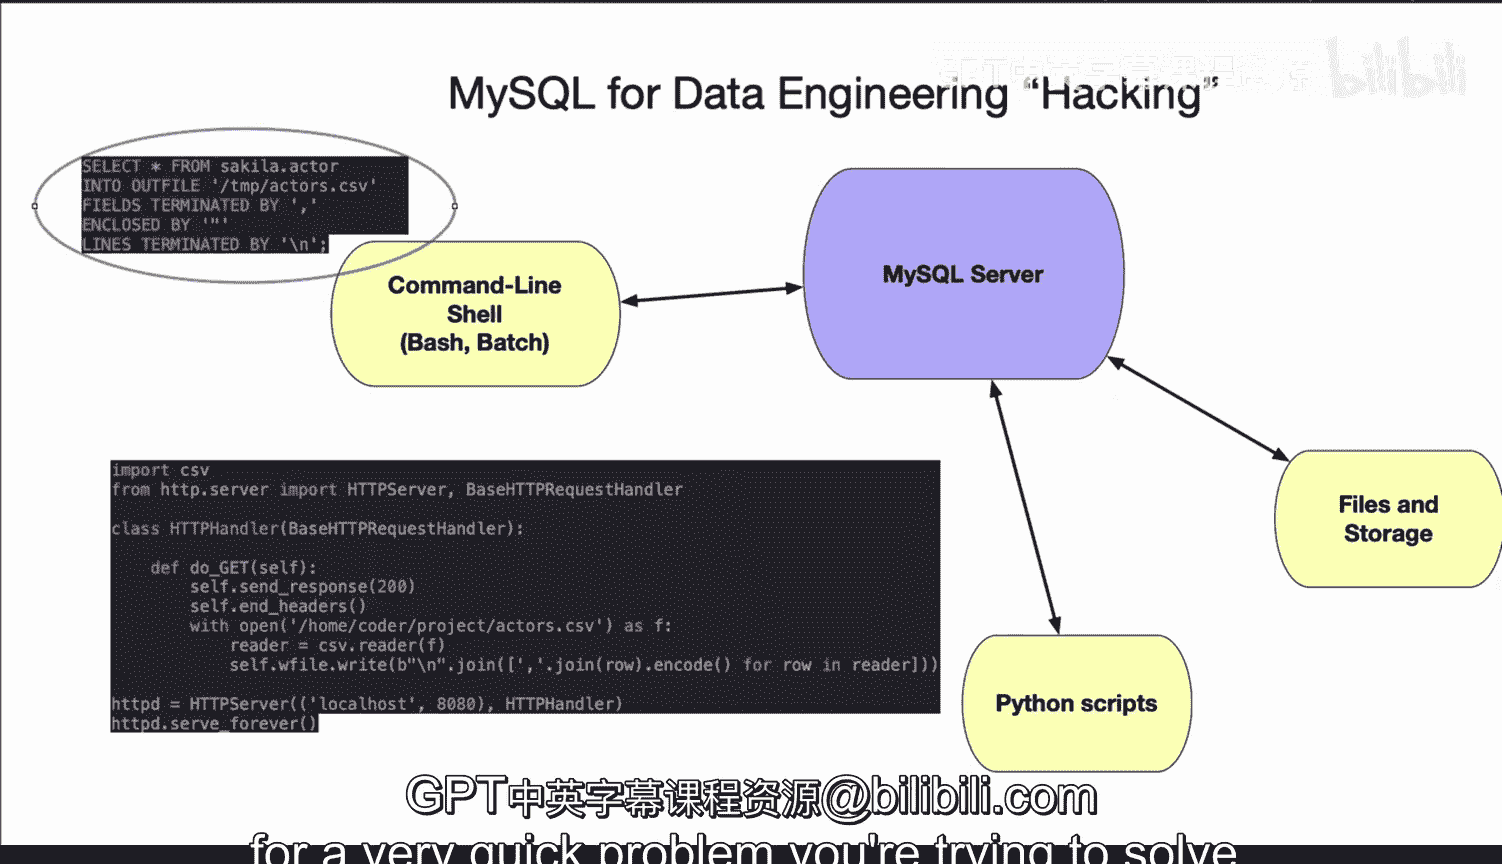 MySQL for Data Engineering “Hacking”
bilibili
SELECT * FROM sakila.actor
INTO OUTFILE '/tmp/actors.csv'
FIELDS TERMINATED BY ','
ENCLOSED BY '"'
LINES TERMINATED BY '\n';
Command-Line
Shell
(Bash, Batch)
MySQL Server
Files and
Storage
Python scripts
import csv
from http.server import HTTPServer, BaseHTTPRequestHandler
class HTTPHandler(BaseHTTPRequestHandler):
def do_GET(self):
self.send_response(200)
self.end_headers()
with open('/home/coder/project/actors.csv') as f:
reader = csv.reader(f)
self.wfile.write(b"\n".join([','.join(row).encode() for row in reader]))
httpd = HTTPServer(('localhost', 8080), HTTPHandler)
httpd.serve_forever()
GPT中英字幕课程资源@bilibili.com
for a very quick problem you're trying to solve